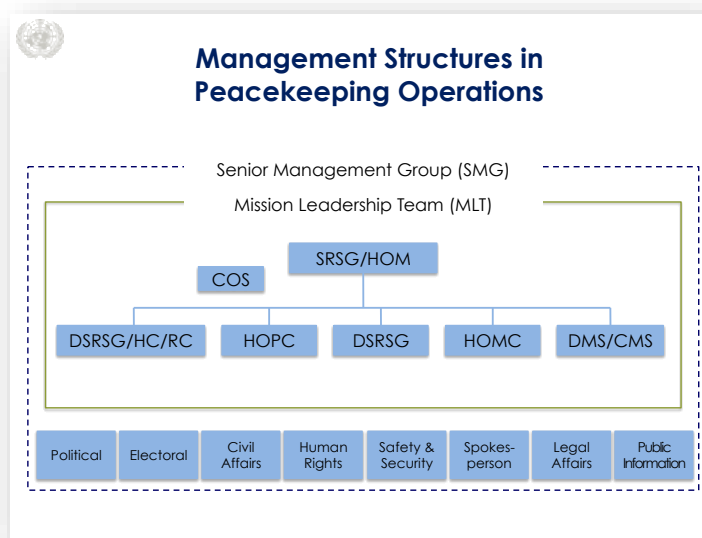 Management Structures in
Peacekeeping Operations
Senior Management Group (SMG)
Mission Leadership Team (MLT)
SRSG/HOM
COS
DSRSG/HC/RC
HOPC
DSRSG
HOMC
DMS/CMS
Political
Electoral
Civil
Affairs
Human
Rights
Safety &
Security
Spokes-
person
Legal
Affairs
Public
Information